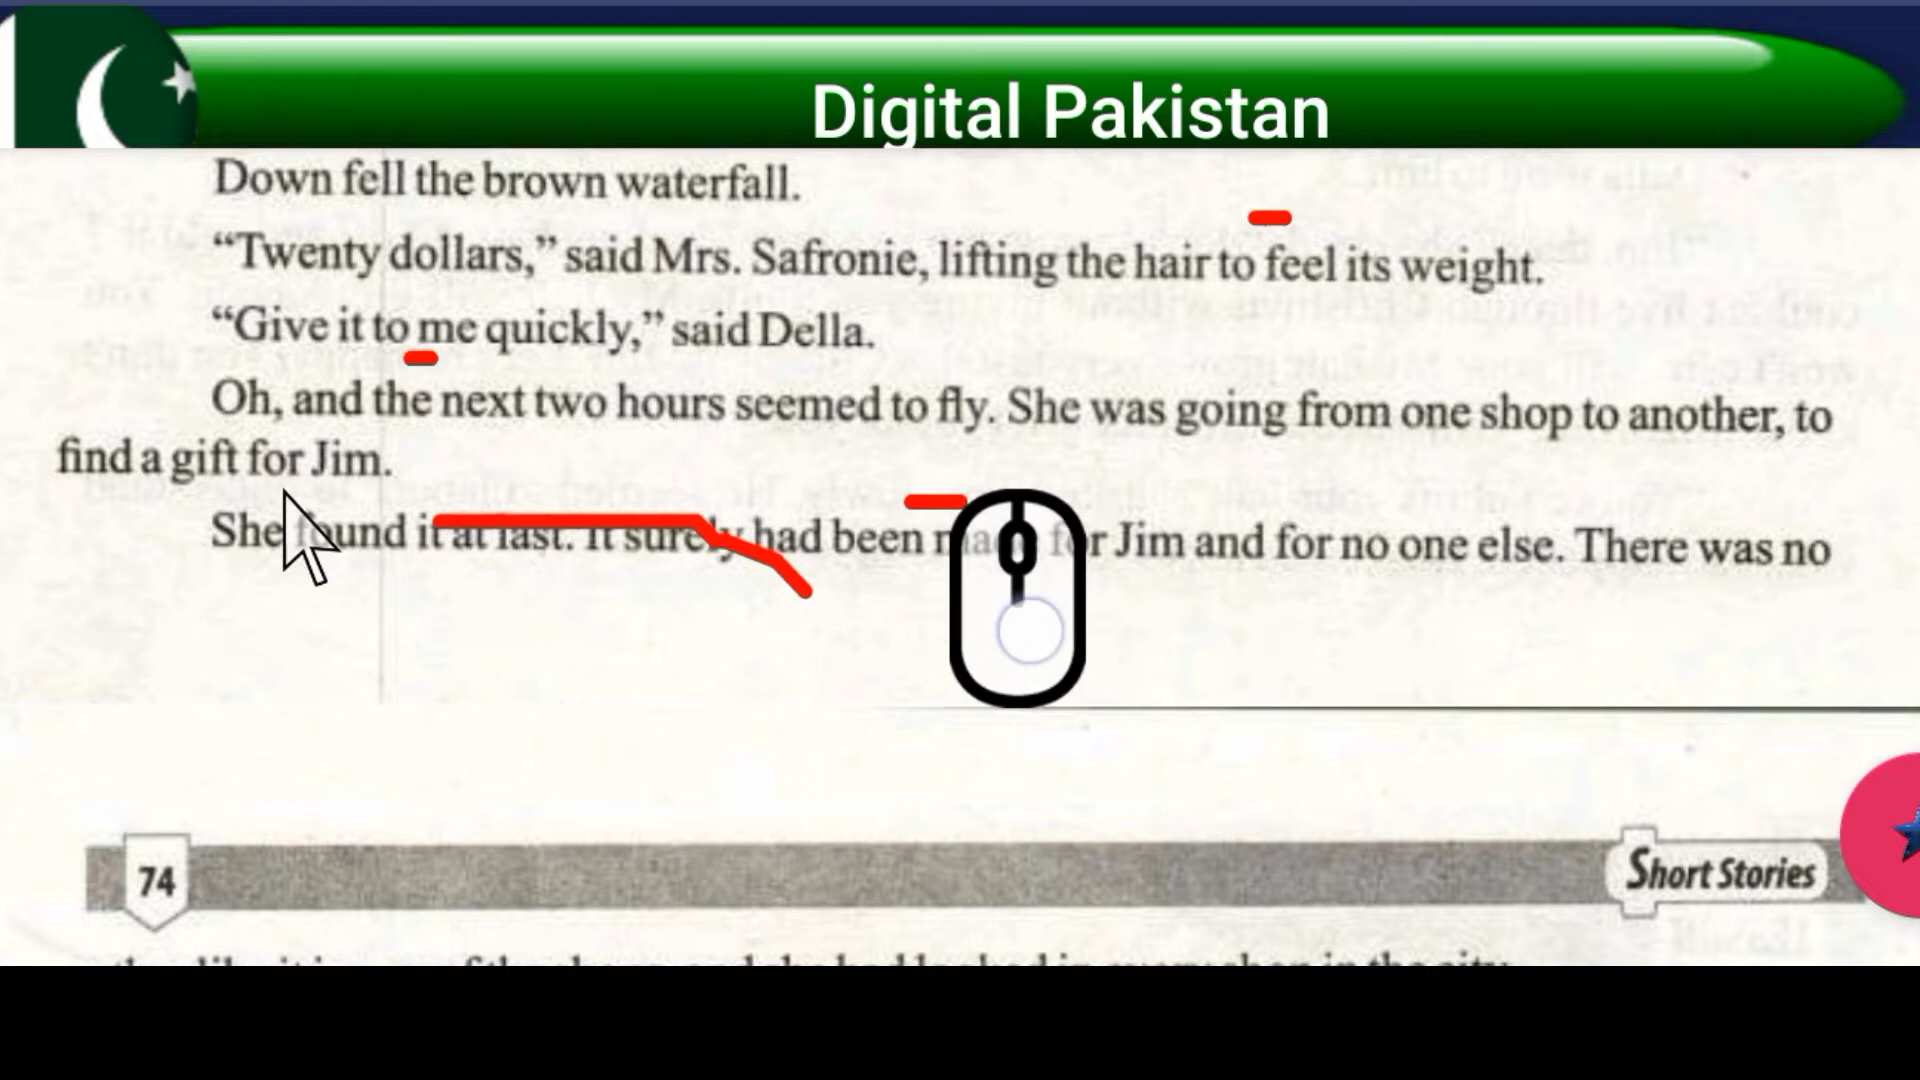 Digital Pakistan
Down fell the brown waterfall.
“Twenty dollars,” said Mrs. Safronie, lifting the hair to feel its weight.
“Give it to me quickly,” said Della.
Oh, and the next two hours seemed to fly. She was going from one shop to another, to
find a gift for Jim.
She found it at last. It surely had been made for Jim and for no one else. There was no
74
Short Stories